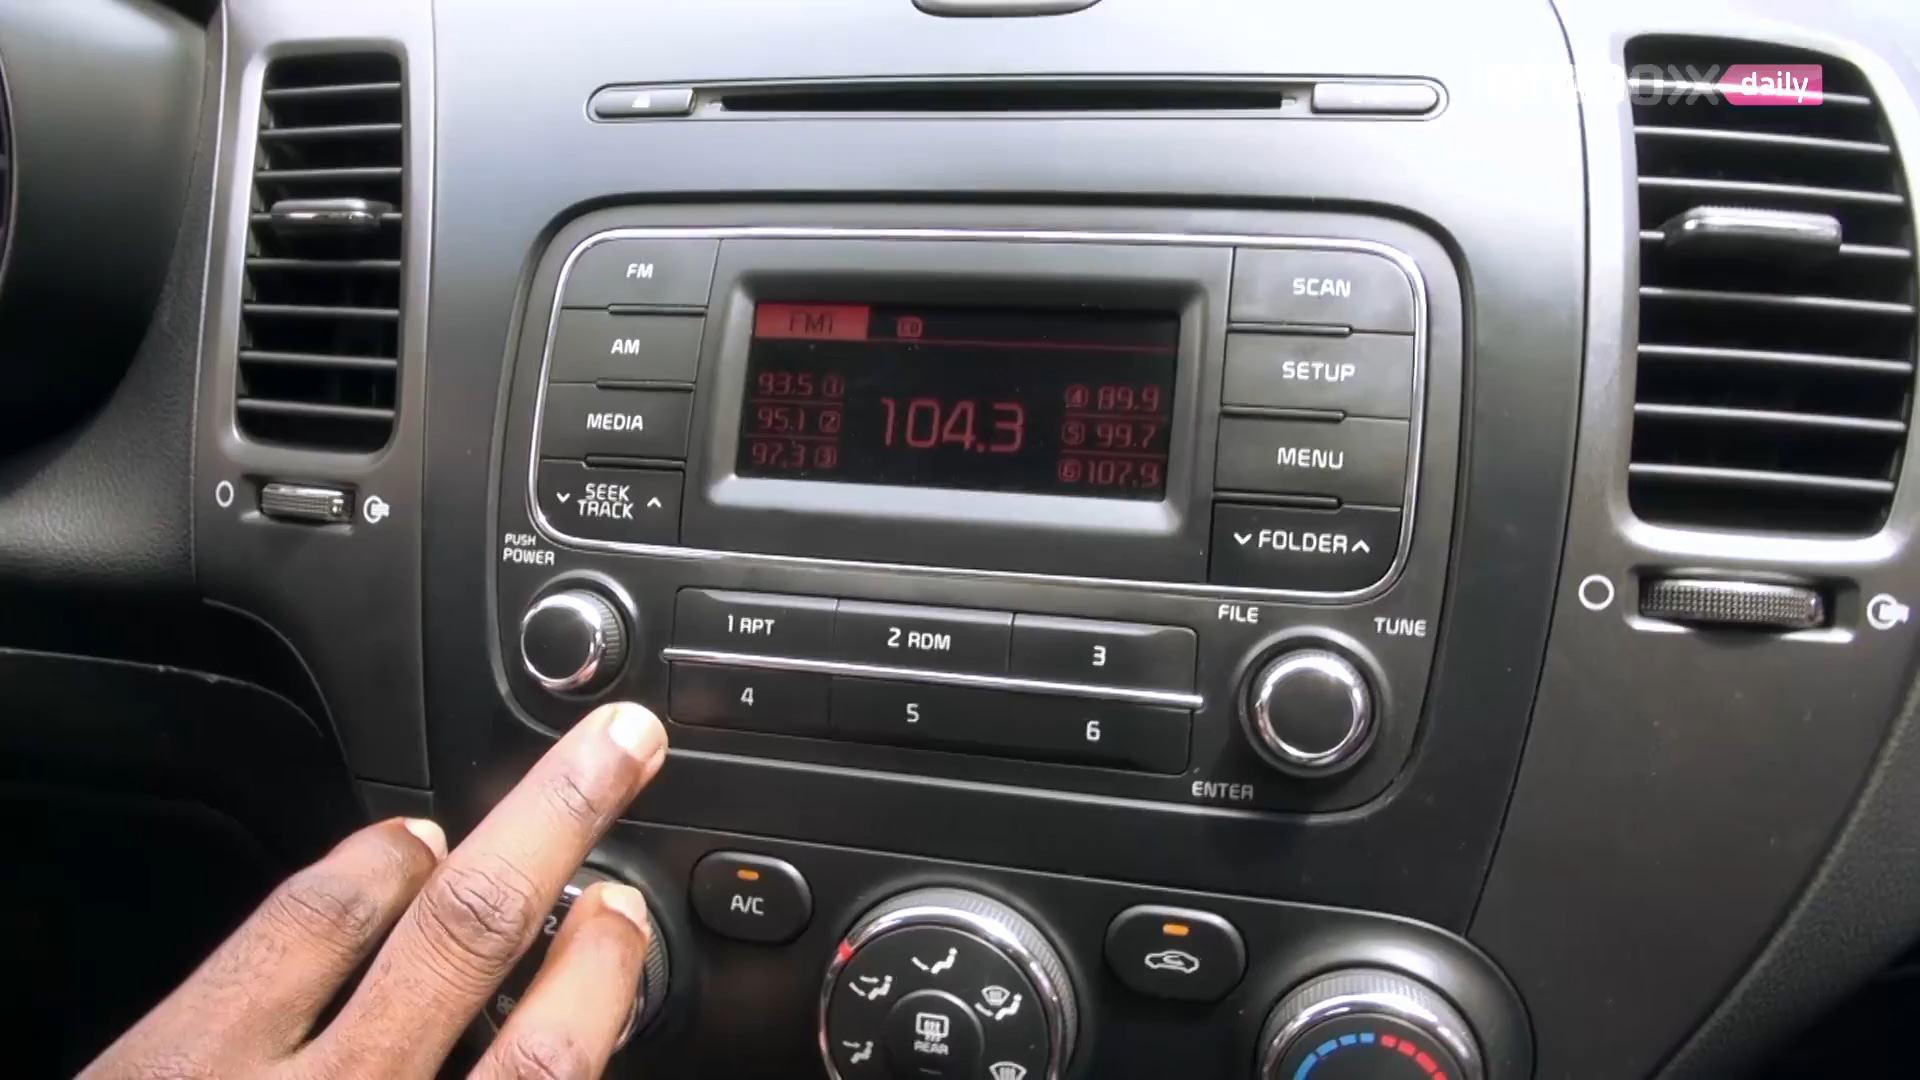 daily
FM
SCAN
AM
SETUP
MEDIA
MENU
SEEK
TRACK
FOLDER
FM1
CD
93.5 1
95.1 2
97.3 3
104.3
4 89.9
5 99.7
6 107.9
PUSH
POWER
FILE
TUNE
1 RPT
2 RDM
3
4
5
6
ENTER
A/C
2
REAR